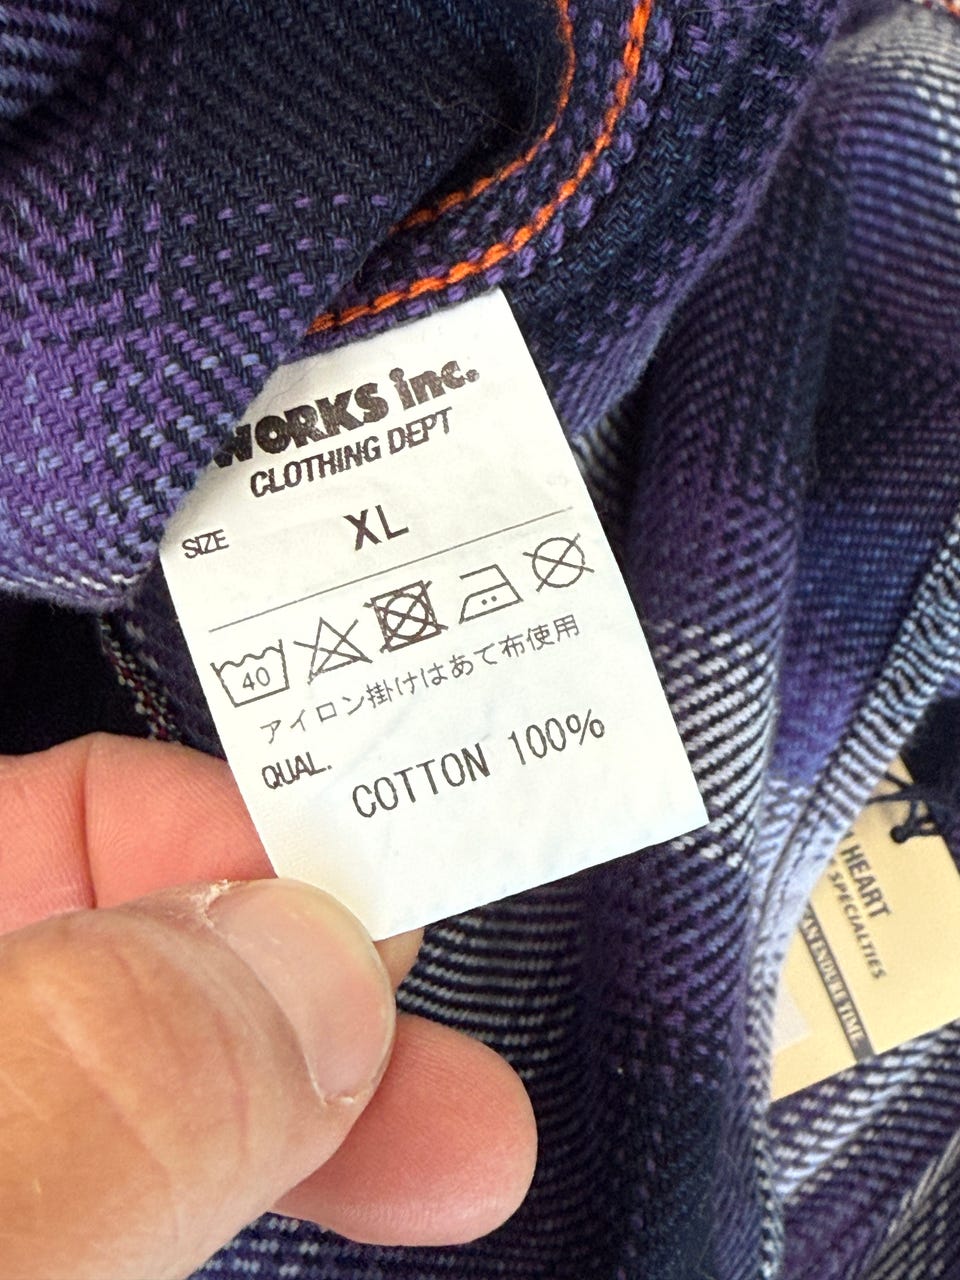 WORKS inc.
CLOTHING DEPT
SIZE XL
40
アイロン掛けはあて布使用
QUAL.
COTTON 100%
HEART
SPECIALTIES
TIME